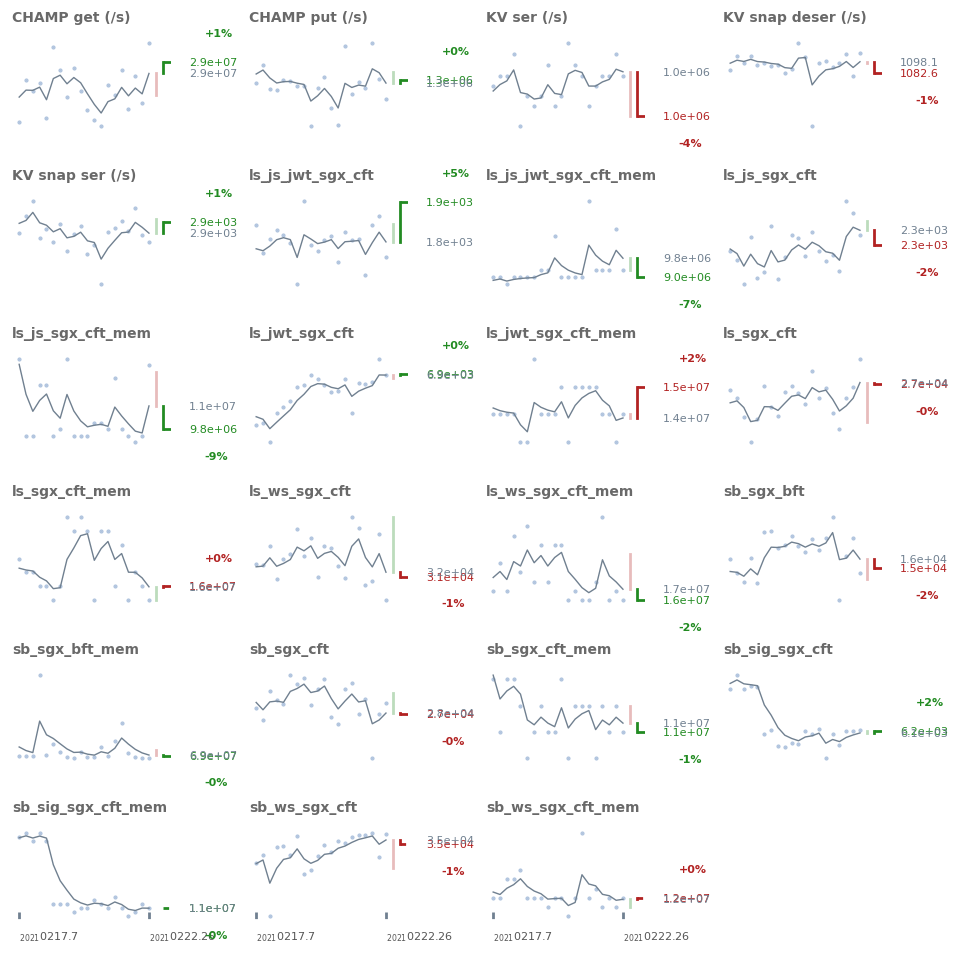 CHAMP get (/s)
+1%
2.9e+07
2.9e+07
CHAMP put (/s)
+0%
1.3e+06
1.3e+06
KV ser (/s)
1.0e+06
1.0e+06
-4%
KV snap deser (/s)
1098.1
1082.6
-1%
KV snap ser (/s)
+1%
2.9e+03
2.9e+03
ls_js_jwt_sgx_cft
+5%
1.9e+03
1.8e+03
ls_js_jwt_sgx_cft_mem
9.8e+06
9.0e+06
-7%
ls_js_sgx_cft
2.3e+03
2.3e+03
-2%
ls_js_sgx_cft_mem
1.1e+07
9.8e+06
-9%
ls_jwt_sgx_cft
+0%
6.9e+03
ls_jwt_sgx_cft_mem
+2%
1.5e+07
1.4e+07
ls_sgx_cft
2.7e+04
-0%
ls_sgx_cft_mem
+0%
1.6e+07
ls_ws_sgx_cft
3.2e+04
3.1e+04
-1%
ls_ws_sgx_cft_mem
1.7e+07
1.6e+07
-2%
sb_sgx_bft
1.6e+04
1.5e+04
-2%
sb_sgx_bft_mem
6.9e+07
-0%
sb_sgx_cft
-0%
sb_sgx_cft_mem
1.1e+07
1.1e+07
-1%
sb_sig_sgx_cft
+2%
6.2e+03
sb_sig_sgx_cft_mem
1.1e+07
2021 0217.7
2021 0222.26
sb_ws_sgx_cft
3.5e+04
3.5e+04
-1%
2021 0217.7
2021 0222.26
sb_ws_sgx_cft_mem
+0%
1.2e+07
2021 0217.7
2021 0222.26